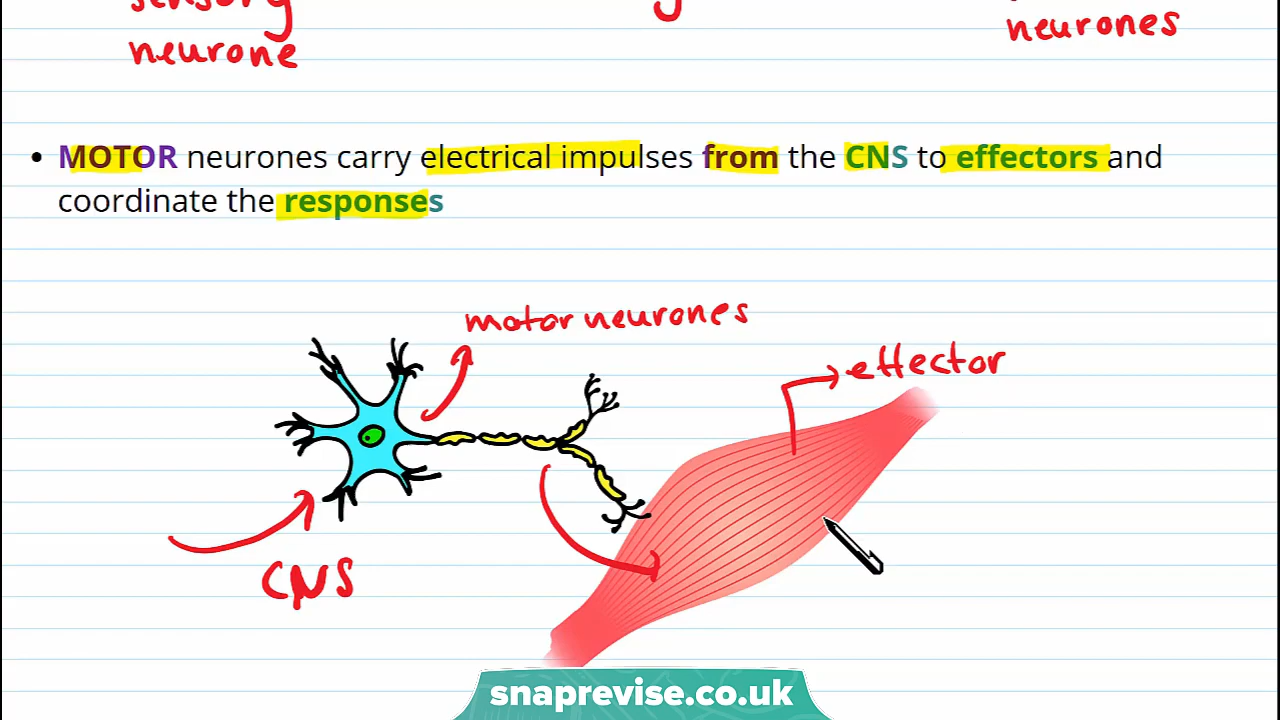 sensory
neurone
neurones
• MOTOR neurones carry electrical impulses from the CNS to effectors and
coordinate the responses
motor neurones
effector
CNS
snaprevise.co.uk